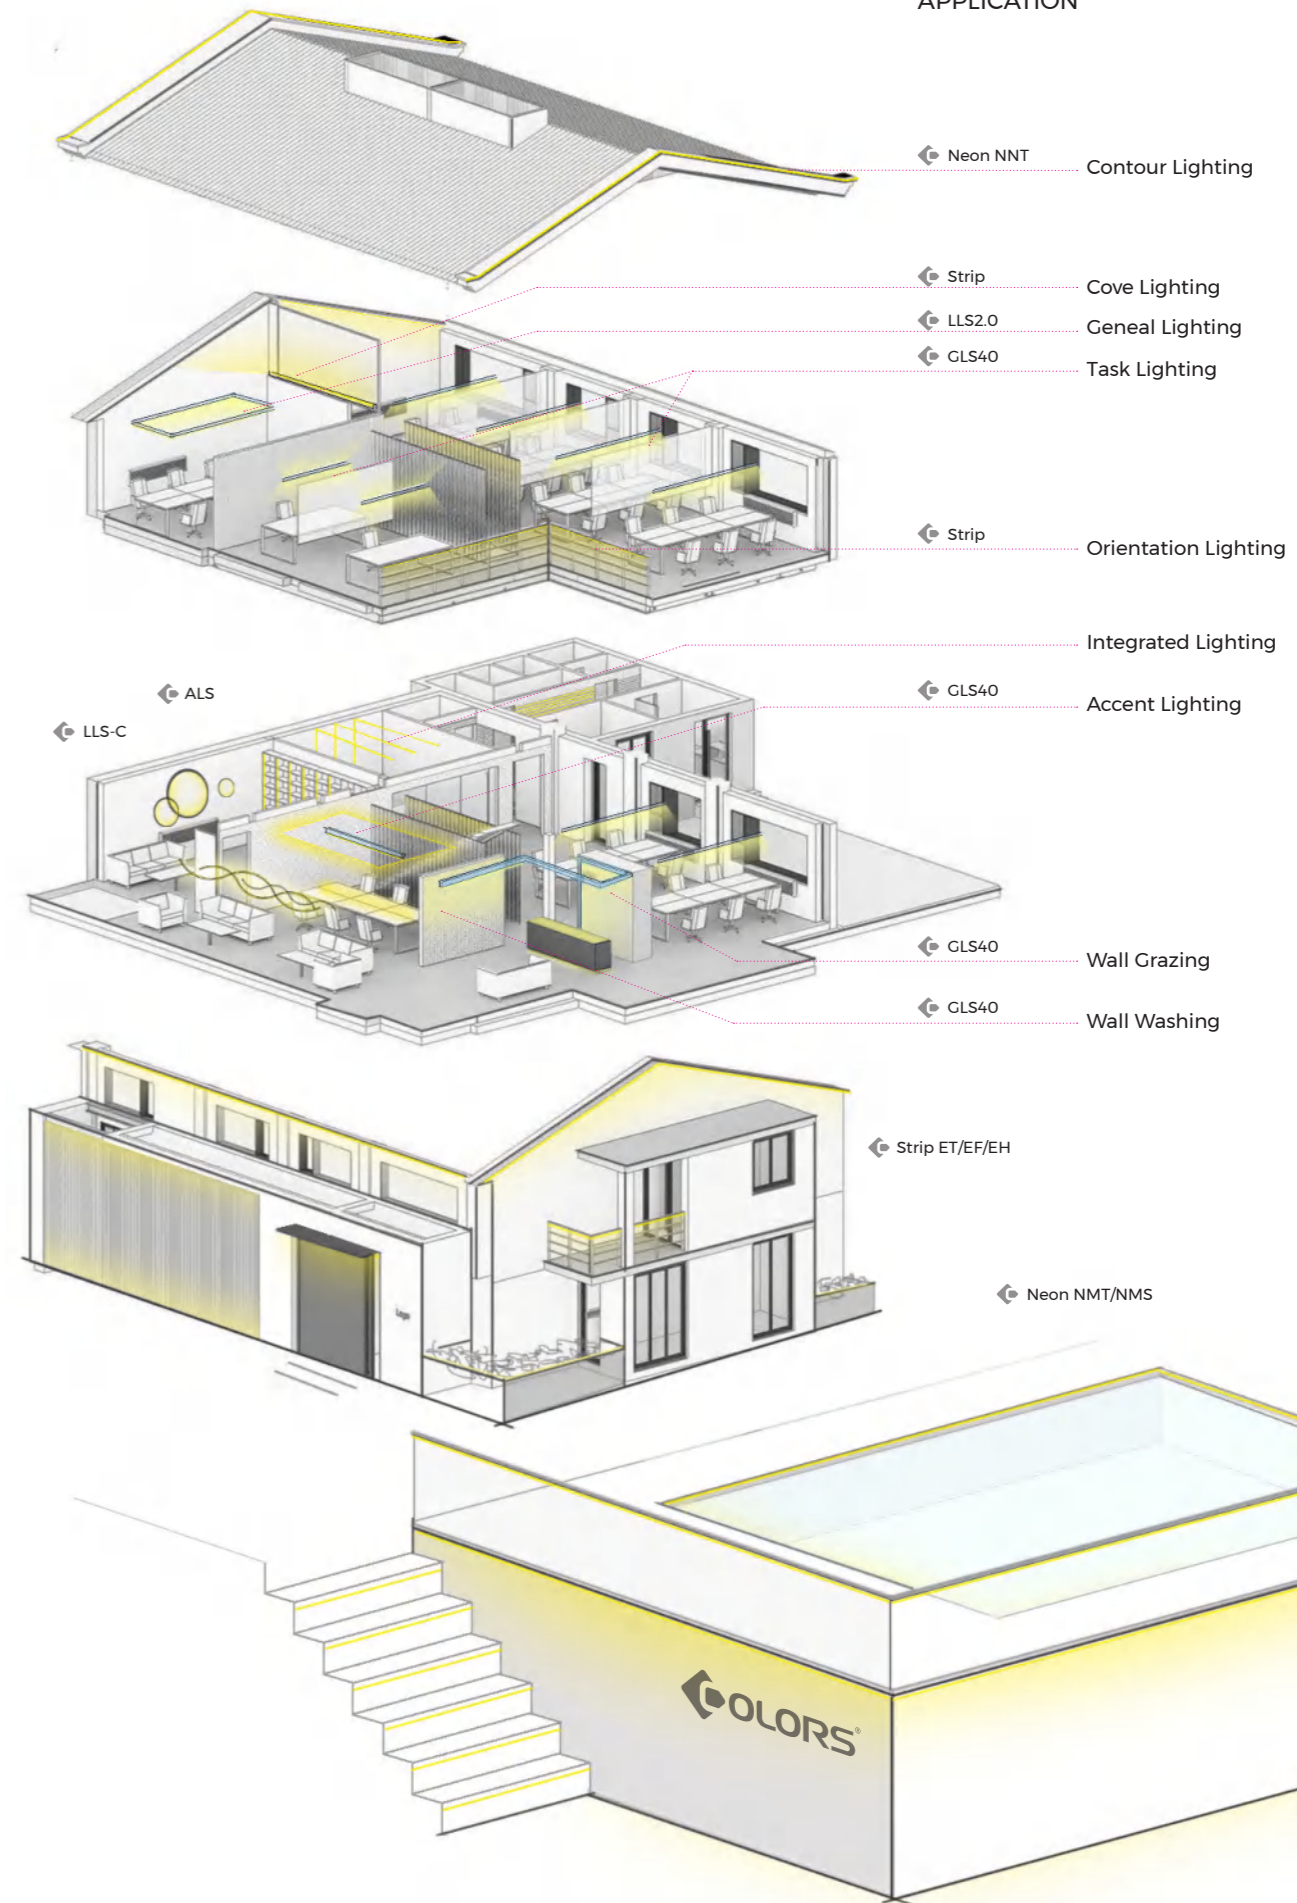 APPLICATION
Neon NNT
Contour Lighting
Strip
Cove Lighting
LLS2.0
Geneal Lighting
GLS40
Task Lighting
Strip
Orientation Lighting
Integrated Lighting
ALS
GLS40
Accent Lighting
LLS-C
GLS40
Wall Grazing
GLS40
Wall Washing
Strip ET/EF/EH
Neon NMT/NMS
Logo
COLORS®